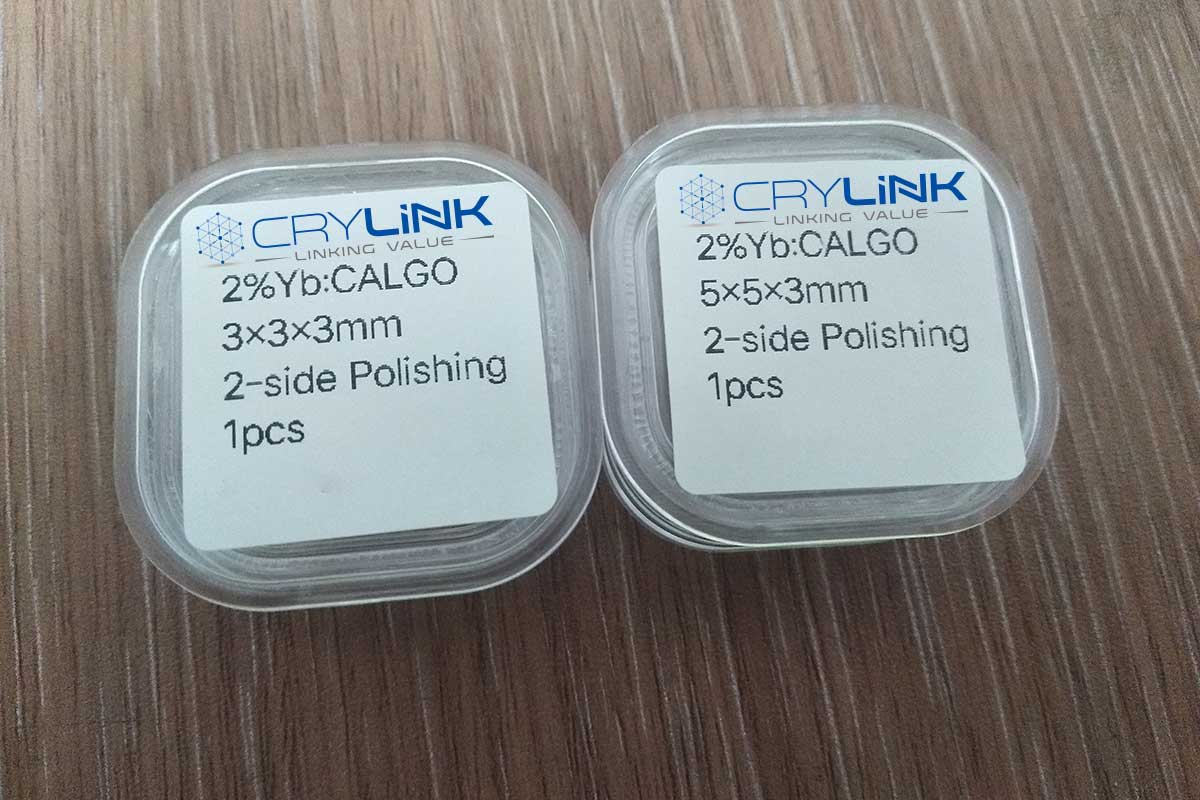 CRYLiNK
LINKING VALUE
2%Yb:CALGO
3×3×3mm
2-side Polishing
1pcs
CRYLiNK
LINKING VALUE
2%Yb:CALGO
5×5×3mm
2-side Polishing
1pcs